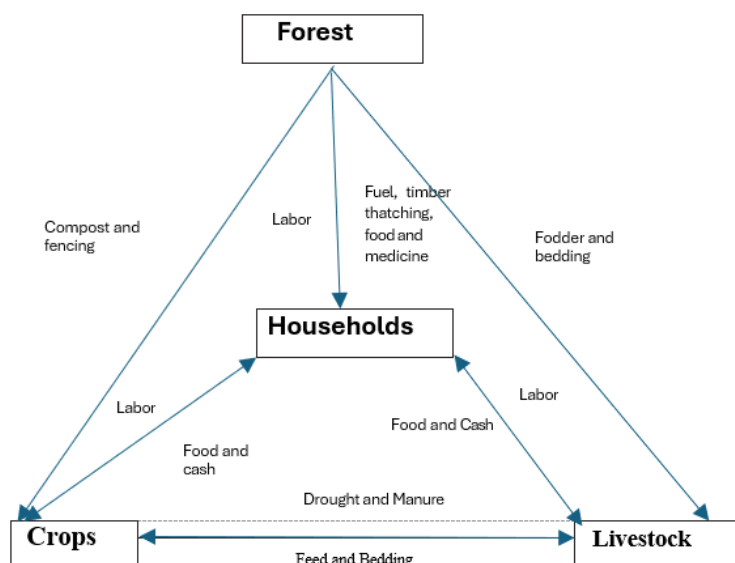 Forest
Compost and
fencing
Labor
Fuel, timber
thatching,
food and
medicine
Fodder and
bedding
Households
Labor
Food and
cash
Food and Cash
Labor
Drought and Manure
Crops
Livestock
Feed and Bedding